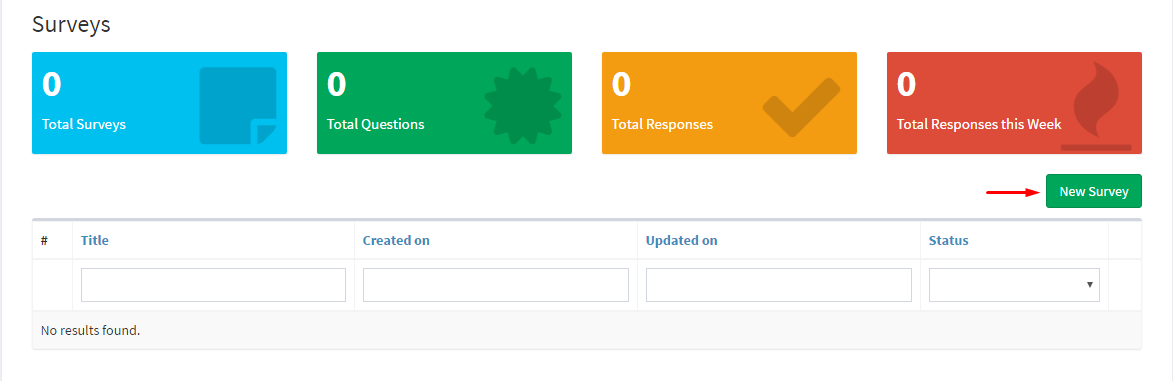 Surveys
0
Total Surveys
0
Total Questions
0
Total Responses
0
Total Responses this Week
New Survey
# Title Created on Updated on Status
No results found.